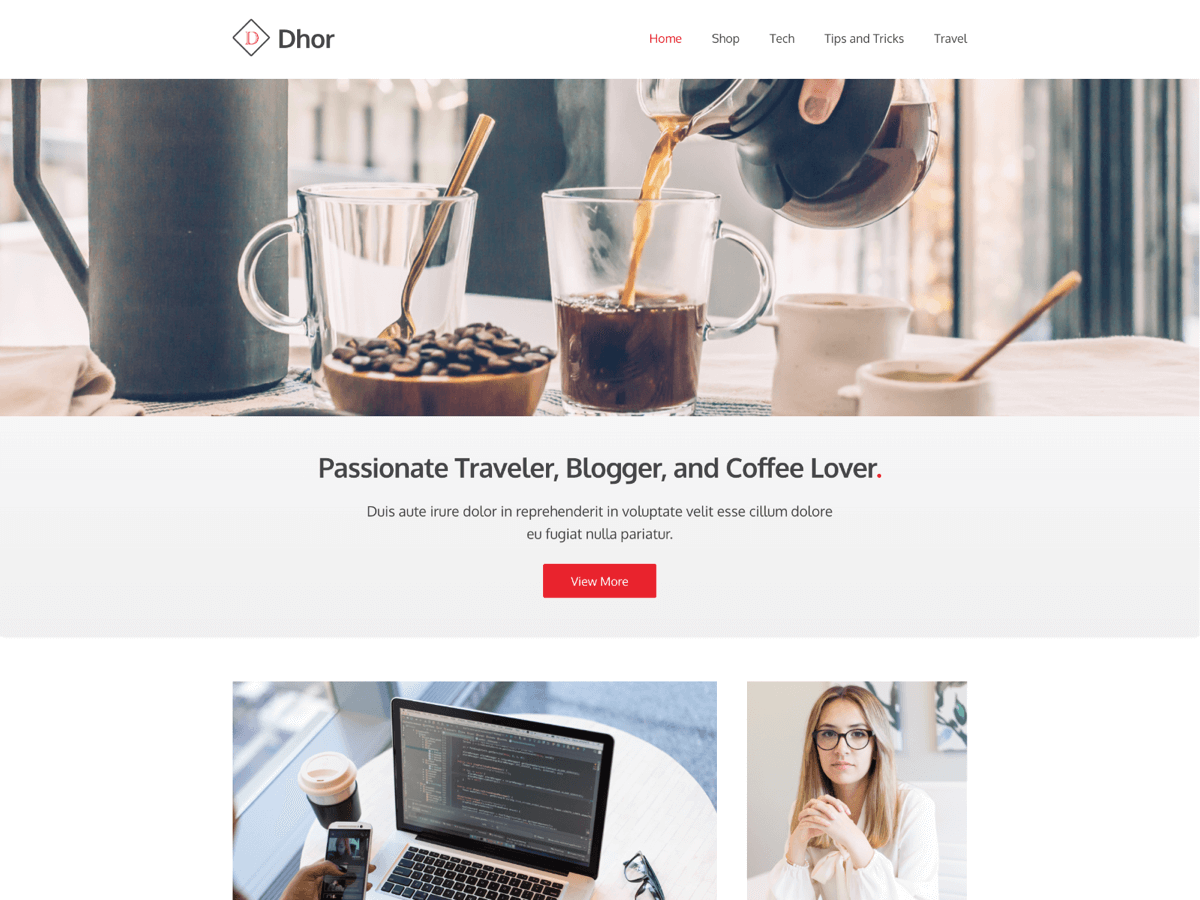 D Dhor
Home Shop Tech Tips and Tricks Travel
Passionate Traveler, Blogger, and Coffee Lover.
Duis aute irure dolor in reprehenderit in voluptate velit esse cillum dolore
eu fugiat nulla pariatur.
View More